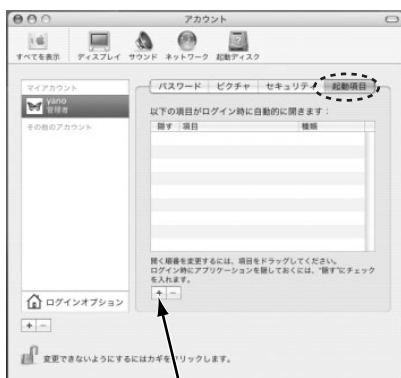 アカウント
すべてを表示 ディスプレイ サウンド ネットワーク 起動ディスク
マイアカウント
yano
管理者
その他のアカウント
パスワード ピクチャ セキュリティ 起動項目
以下の項目がログイン時に自動的に開きます：
隠す 項目 種類
開く順番を変更するには、項目をドラッグしてください。
ログイン時にアプリケーションを隠しておくには、"隠す"にチェック
を入れます。
+ −
ログインオプション
+ −
変更できないようにするにはカギをクリックします。